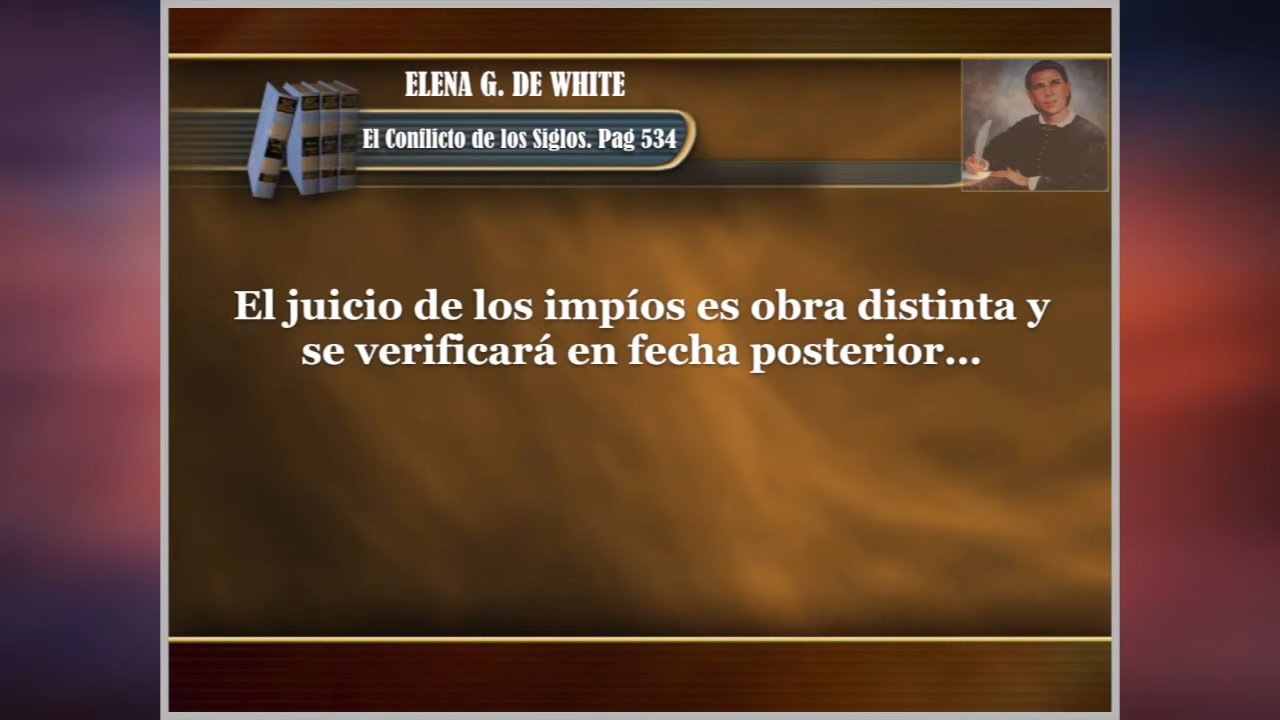 ELENA G. DE WHITE
El Conflicto de los Siglos. Pag 534
El juicio de los impíos es obra distinta y
se verificará en fecha posterior...